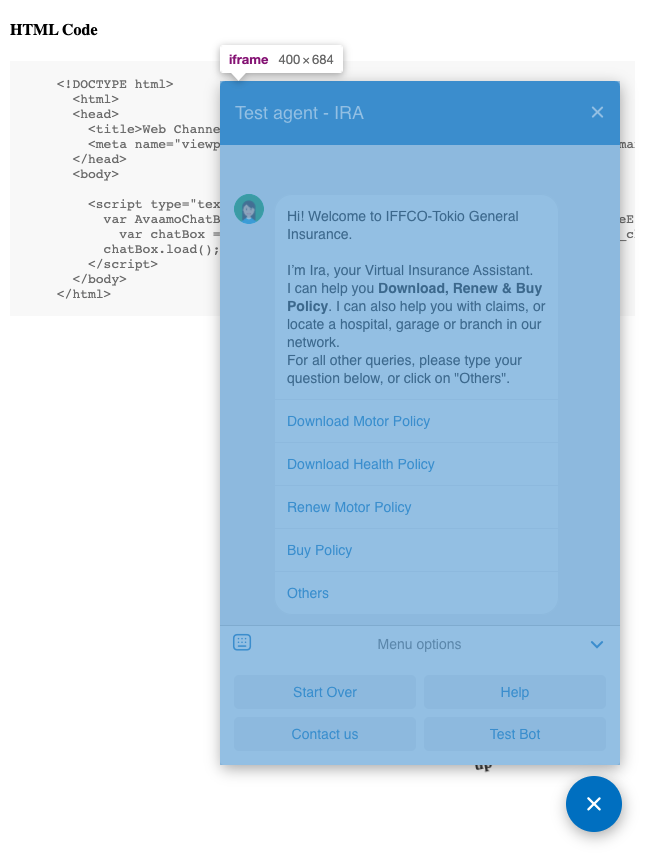 HTML Code
iframe 400×684
<!DOCTYPE html>
<html>
<head>
<title>Web Channe
<meta name="viewp
</head>
<body>
<script type="tex
var AvaamoChatB
var chatBox =
chatBox.load();
</script>
</body>
</html>
Test agent - IRA
Hi! Welcome to IFFCO-Tokio General
Insurance.
I'm Ira, your Virtual Insurance Assistant.
I can help you Download, Renew & Buy
Policy. I can also help you with claims, or
locate a hospital, garage or branch in our
network.
For all other queries, please type your
question below, or click on "Others".
Download Motor Policy
Download Health Policy
Renew Motor Policy
Buy Policy
Others
Menu options
Start Over Help
Contact us Test Bot
up